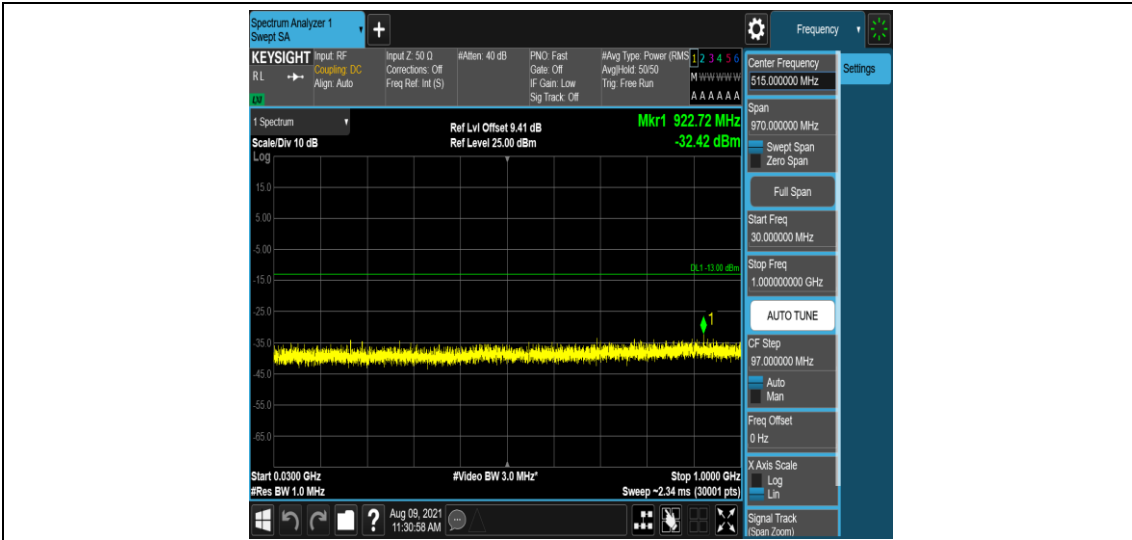 Spectrum Analyzer 1
Swept SA
+
Frequency
KEYSIGHT
RL
LXI
Input: RF
Coupling: DC
Align: Auto
Input Z: 50 Ω
Corrections: Off
Freq Ref: Int (S)
#Atten: 40 dB
PNO: Fast
Gate: Off
IF Gain: Low
Sig Track: Off
#Avg Type: Power (RMS
Avg|Hold: 50/50
Trig: Free Run
1 2 3 4 5 6
M W W W W W
A A A A A A
1 Spectrum
Scale/Div 10 dB
Log
Ref Lvl Offset 9.41 dB
Ref Level 25.00 dBm
Mkr1 922.72 MHz
-32.42 dBm
15.0
5.00
-5.00
-15.0
-25.0
-35.0
-45.0
-55.0
-65.0
DL1 -13.00 dBm
1
Start 0.0300 GHz
#Res BW 1.0 MHz
#Video BW 3.0 MHz*
Stop 1.0000 GHz
Sweep ~2.34 ms (30001 pts)
Aug 09, 2021
11:30:58 AM
?
Center Frequency
515.000000 MHz
Settings
Span
970.000000 MHz
Swept Span
Zero Span
Full Span
Start Freq
30.000000 MHz
Stop Freq
1.000000000 GHz
AUTO TUNE
CF Step
97.000000 MHz
Auto
Man
Freq Offset
0 Hz
X Axis Scale
Log
Lin
Signal Track
(Span Zoom)